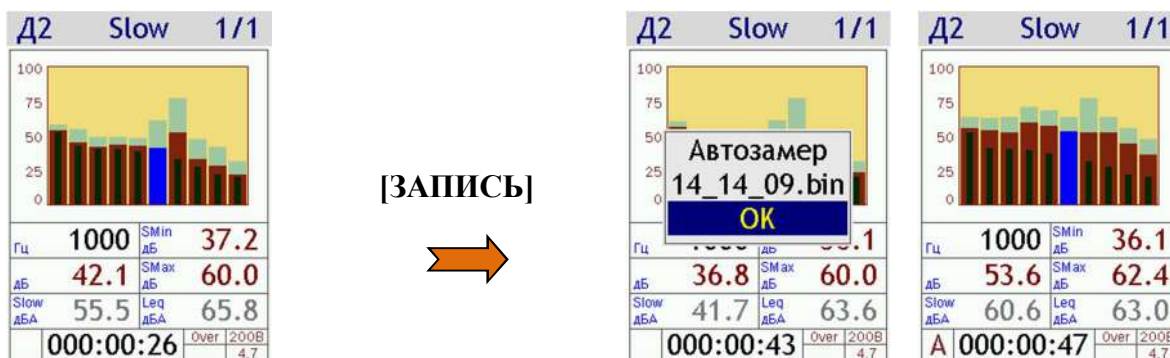 Д2 Slow 1/1
100
75
50
25
0
Гц 1000 SMin дБ 37.2
дБ 42.1 SMax дБ 60.0
Slow дБА 55.5 Leq дБА 65.8
000:00:26 Over 200В 4.7
[ЗАПИСЬ]
Д2 Slow 1/1
100
75
50
25
0
Автозамер
14_14_09.bin
OK
Гц дБ
дБ 36.8 SMax дБ 60.0
Slow дБА 41.7 Leq дБА 63.6
000:00:43 Over 200В 4.7
Д2 Slow 1/1
100
75
50
25
0
Гц 1000 SMin дБ 36.1
дБ 53.6 SMax дБ 62.4
Slow дБА 60.6 Leq дБА 63.0
А 000:00:47 Over 200В 4.7